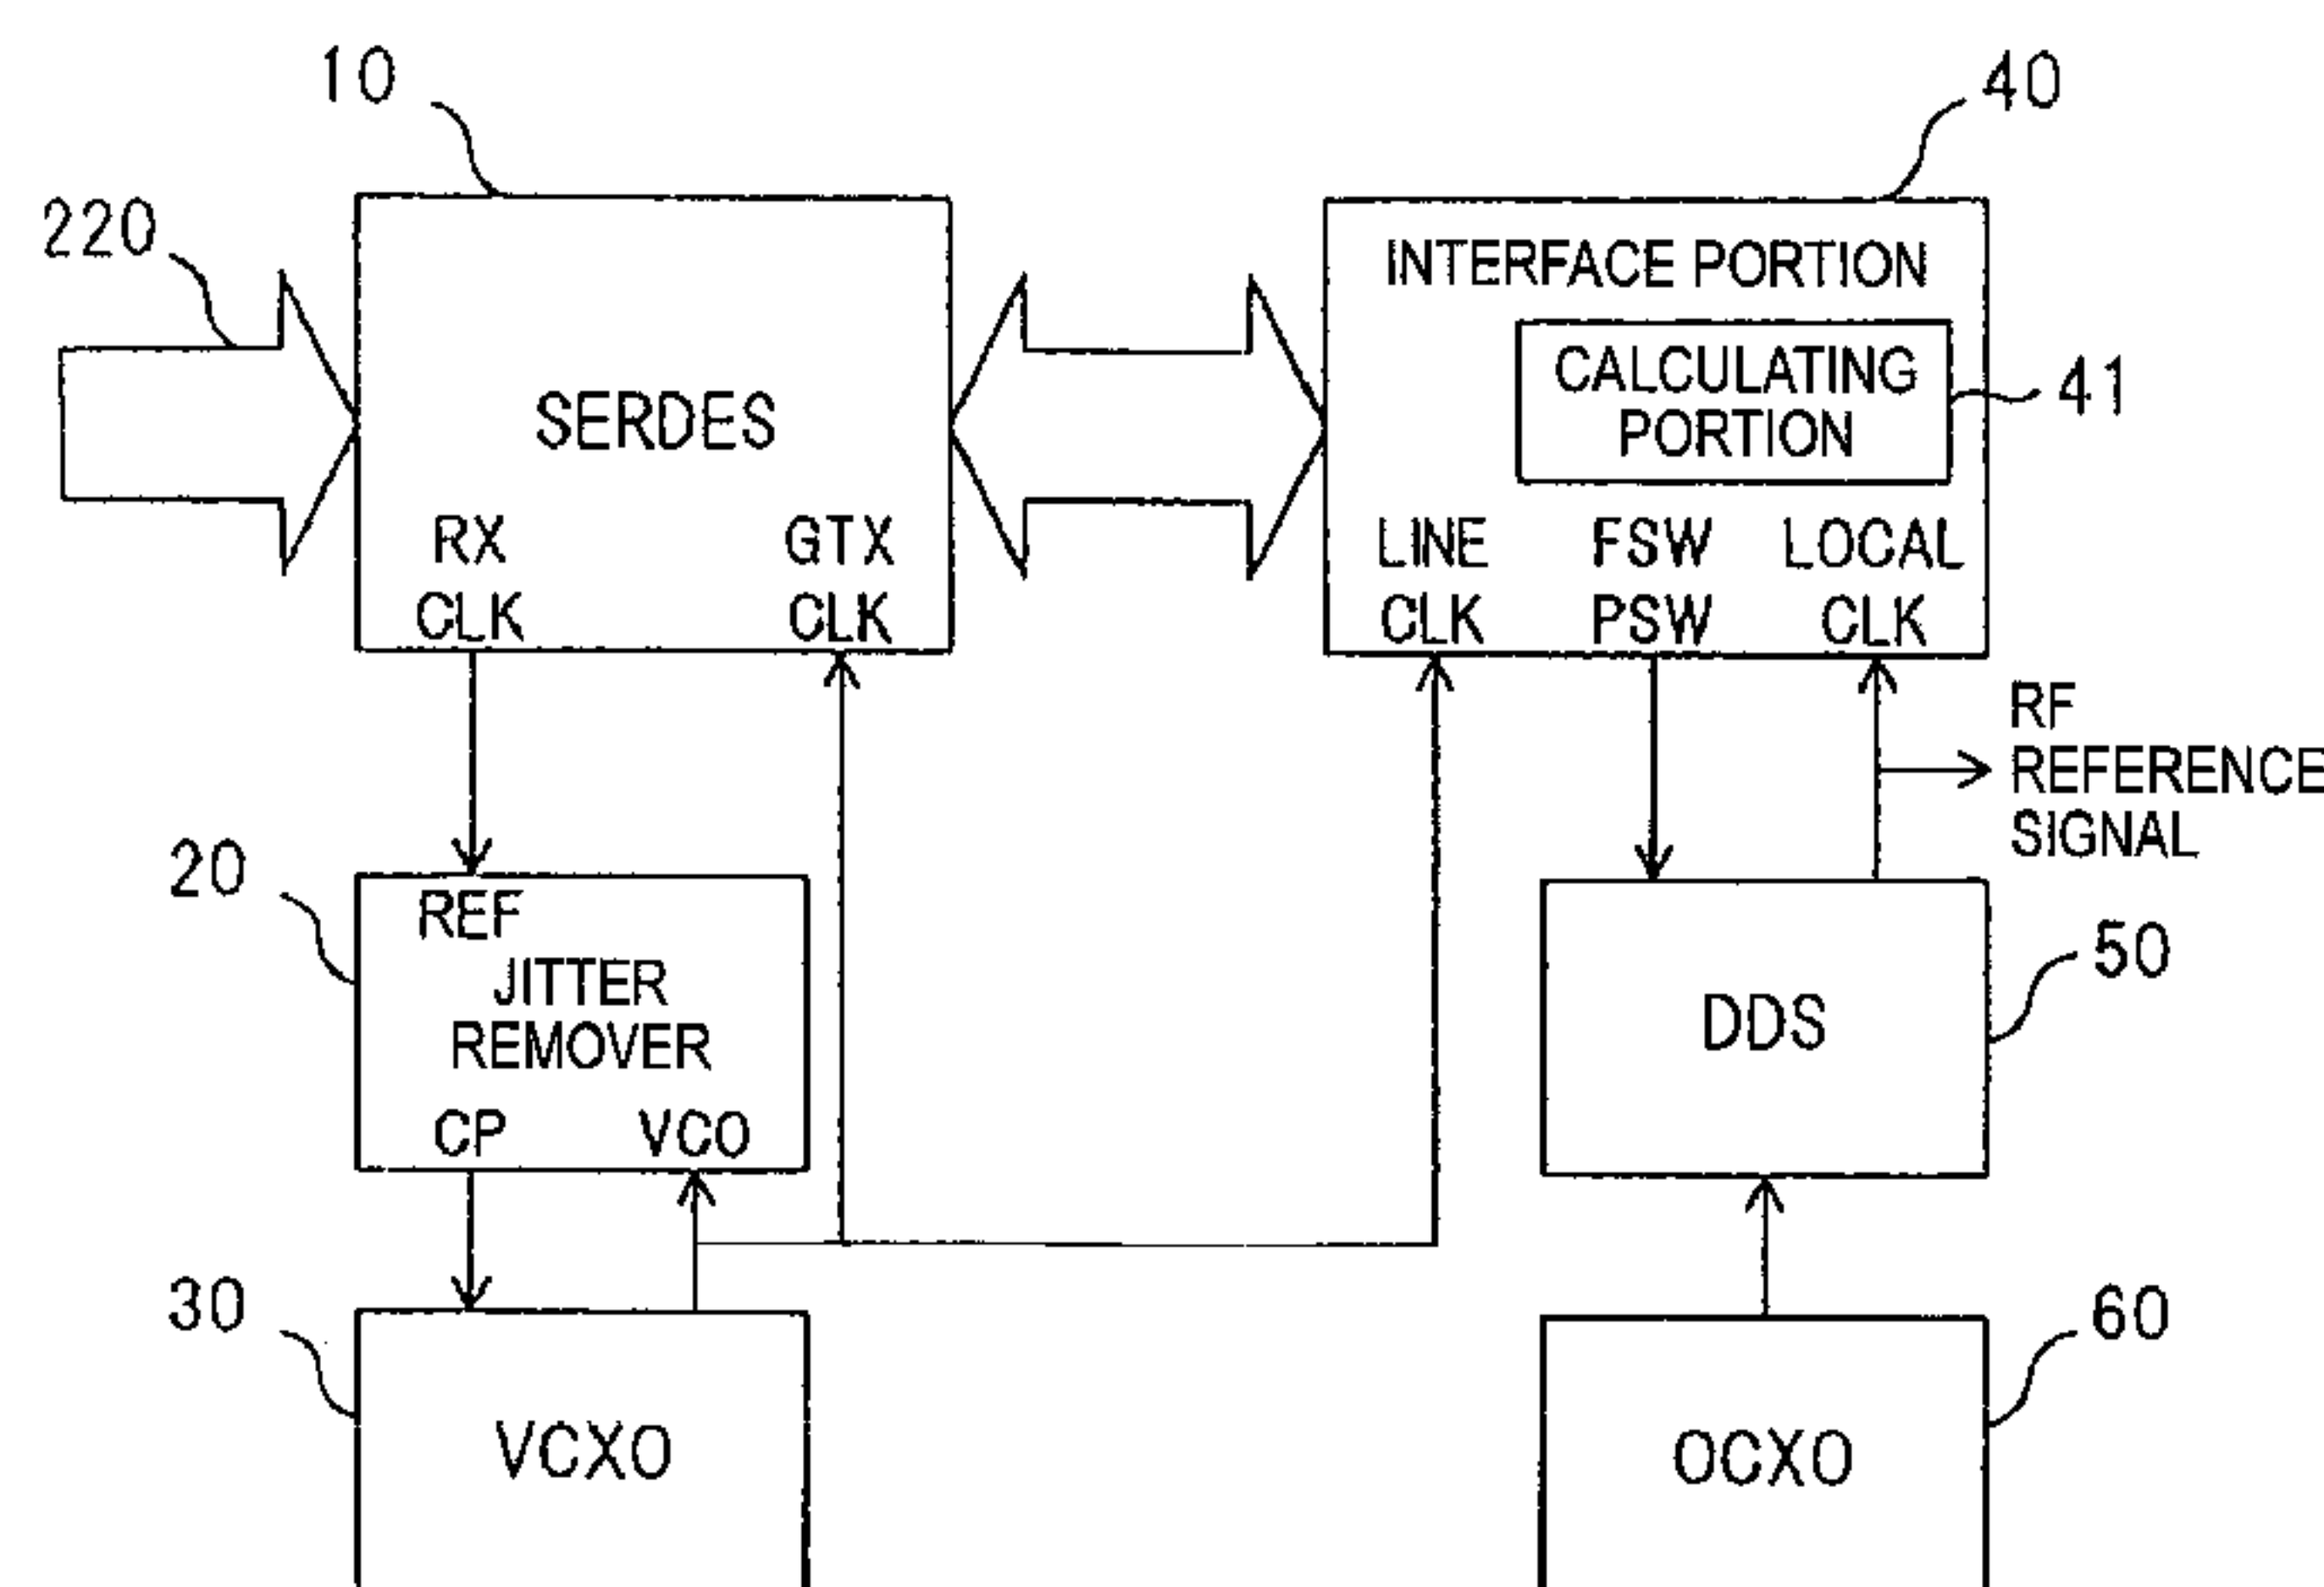 10
40
220
INTERFACE PORTION
CALCULATING
PORTION
41
SERDES
RX
CLK
GTX
CLK
LINE
CLK
FSW
PSW
LOCAL
CLK
RF
REFERENCE
SIGNAL
20
REF
JITTER
REMOVER
CP
VCO
50
DDS
30
VCXO
60
OCXO